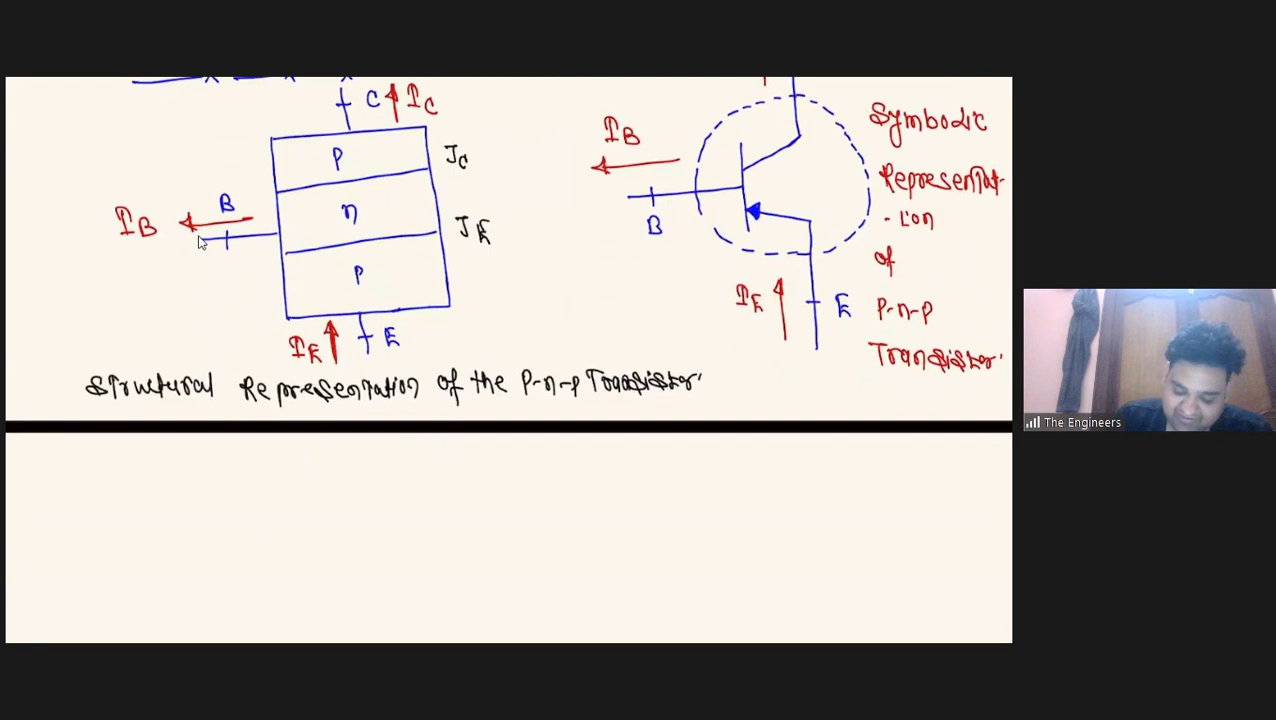 C I_C
P J_C
I_B B n J_E
P
I_E E
Structural Representation of the P-n-p Transistor
I_B
B
I_E E
Symbolic
Representat-
-ion
of
P-n-p
Transistor
The Engineers